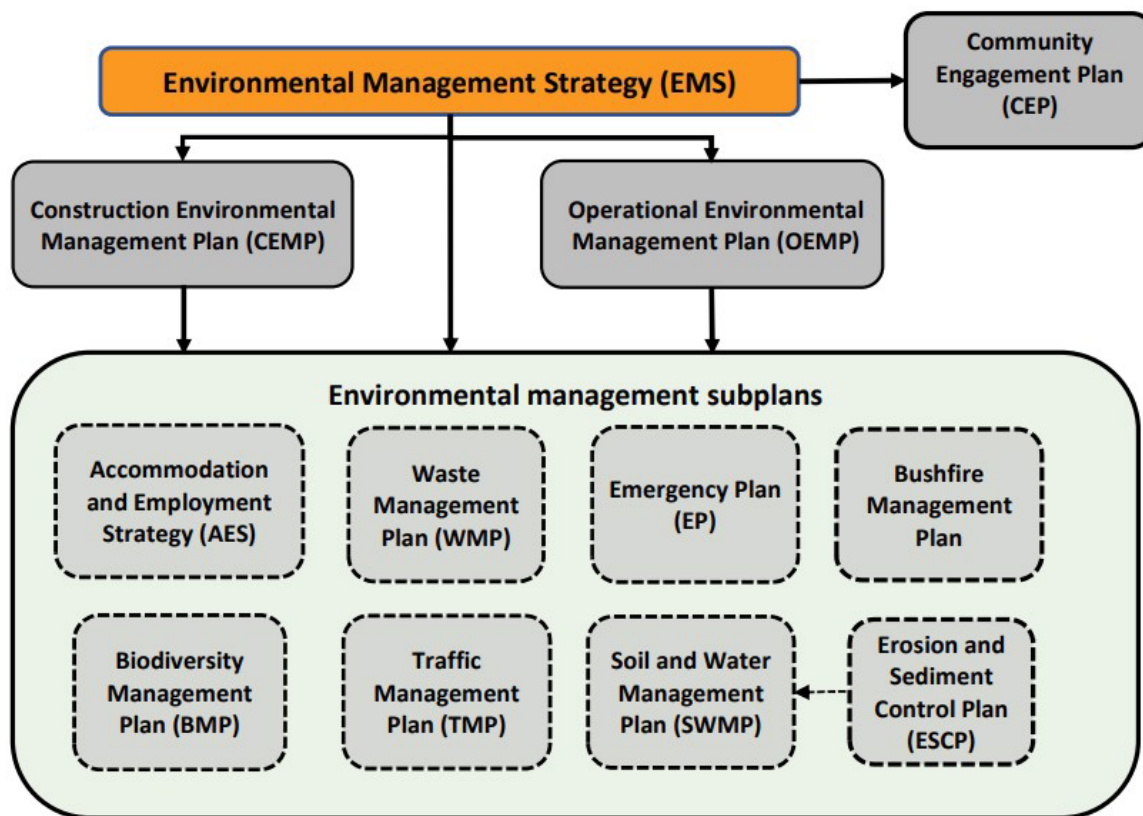 Environmental Management Strategy (EMS)
Community
Engagement Plan
(CEP)
Construction Environmental
Management Plan (CEMP)
Operational Environmental
Management Plan (OEMP)
Environmental management subplans
Accommodation
and Employment
Strategy (AES)
Waste
Management
Plan (WMP)
Emergency Plan
(EP)
Bushfire
Management
Plan
Biodiversity
Management
Plan (BMP)
Traffic
Management
Plan (TMP)
Soil and Water
Management
Plan (SWMP)
Erosion and
Sediment
Control Plan
(ESCP)